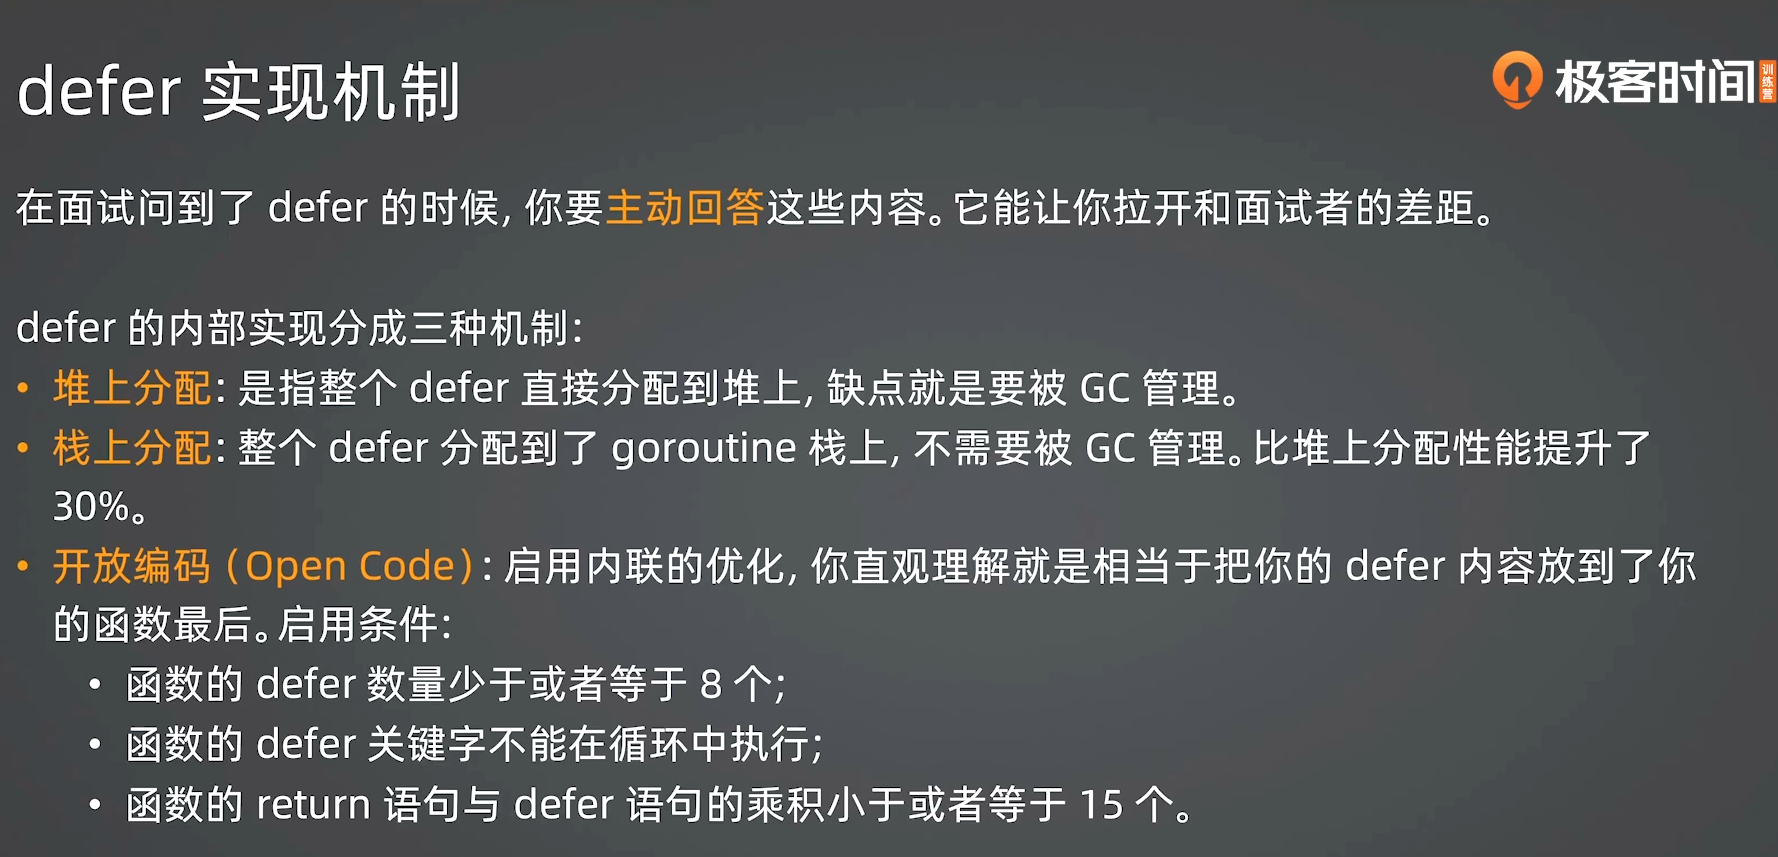 defer 实现机制
极客时间
训练营
在面试问到了 defer 的时候, 你要主动回答这些内容。它能让你拉开和面试者的差距。
defer 的内部实现分成三种机制:
• 堆上分配: 是指整个 defer 直接分配到堆上, 缺点就是要被 GC 管理。
• 栈上分配: 整个 defer 分配到了 goroutine 栈上, 不需要被 GC 管理。比堆上分配性能提升了
30%。
• 开放编码 (Open Code) : 启用内联的优化, 你直观理解就是相当于把你的 defer 内容放到了你
的函数最后。启用条件:
• 函数的 defer 数量少于或者等于 8 个;
• 函数的 defer 关键字不能在循环中执行;
• 函数的 return 语句与 defer 语句的乘积小于或者等于 15 个。